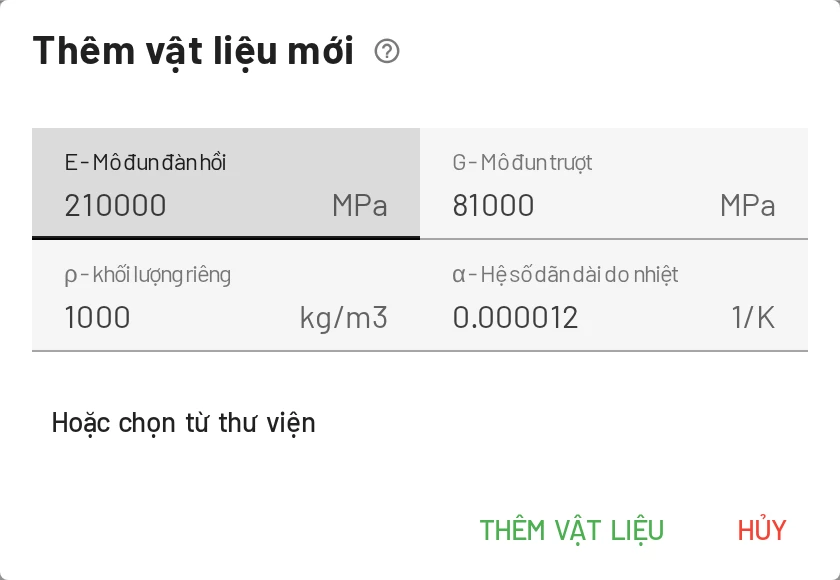 Thêm vật liệu mới
E - Mô đun đàn hồi
210000 MPa
G - Mô đun trượt
81000 MPa
ρ - khối lượng riêng
1000 kg/m3
α - Hệ số dãn dài do nhiệt
0.000012 1/K
Hoặc chọn từ thư viện
THÊM VẬT LIỆU
HỦY